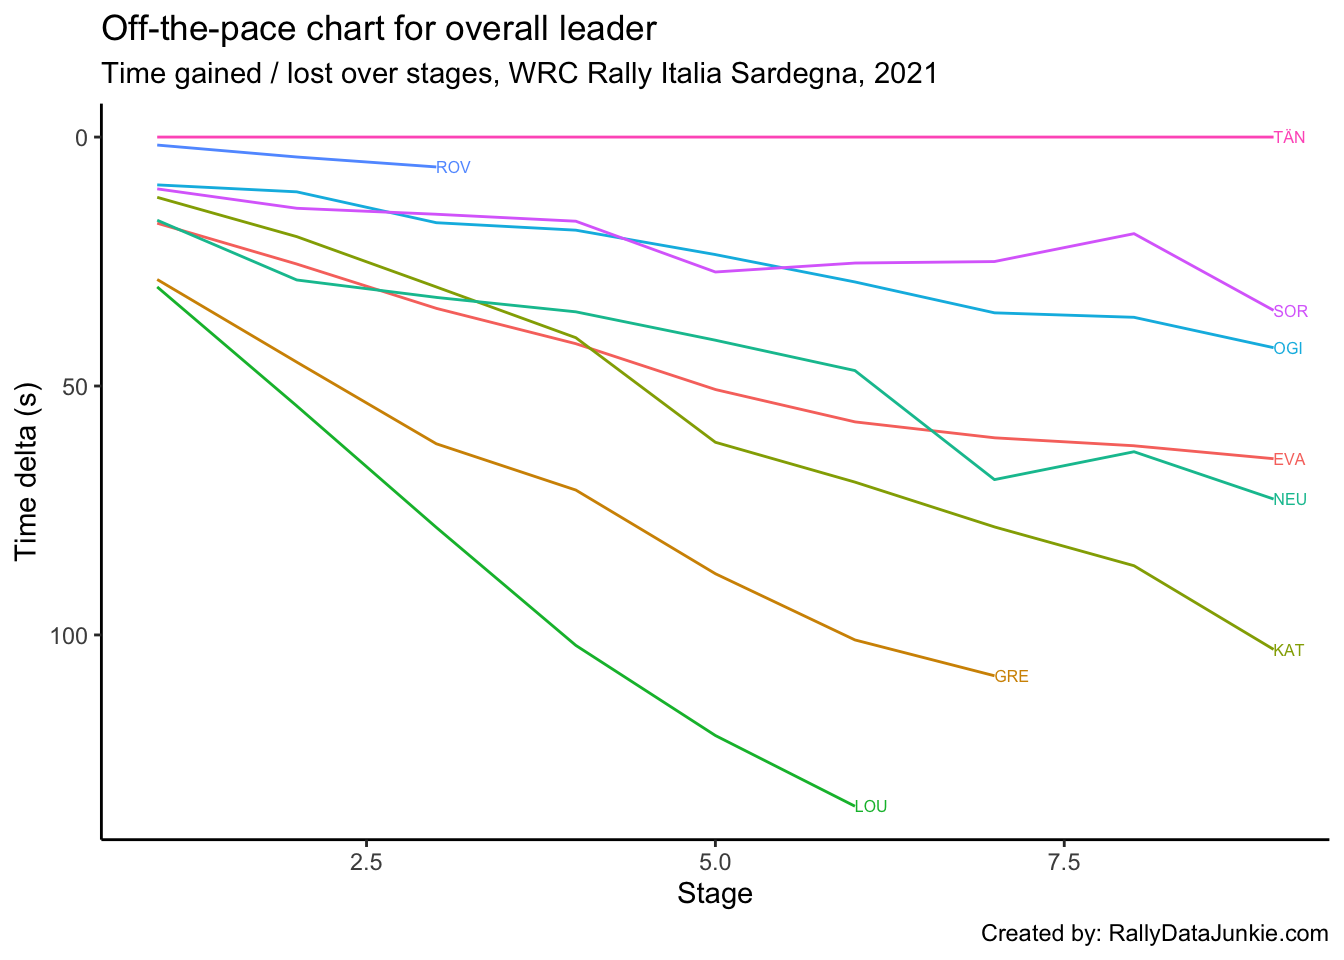 Off-the-pace chart for overall leader
Time gained / lost over stages, WRC Rally Italia Sardegna, 2021
0
50
100
Time delta (s)
TÄN
ROV
SOR
OGI
EVA
NEU
KAT
GRE
LOU
2.5
5.0
7.5
Stage
Created by: RallyDataJunkie.com